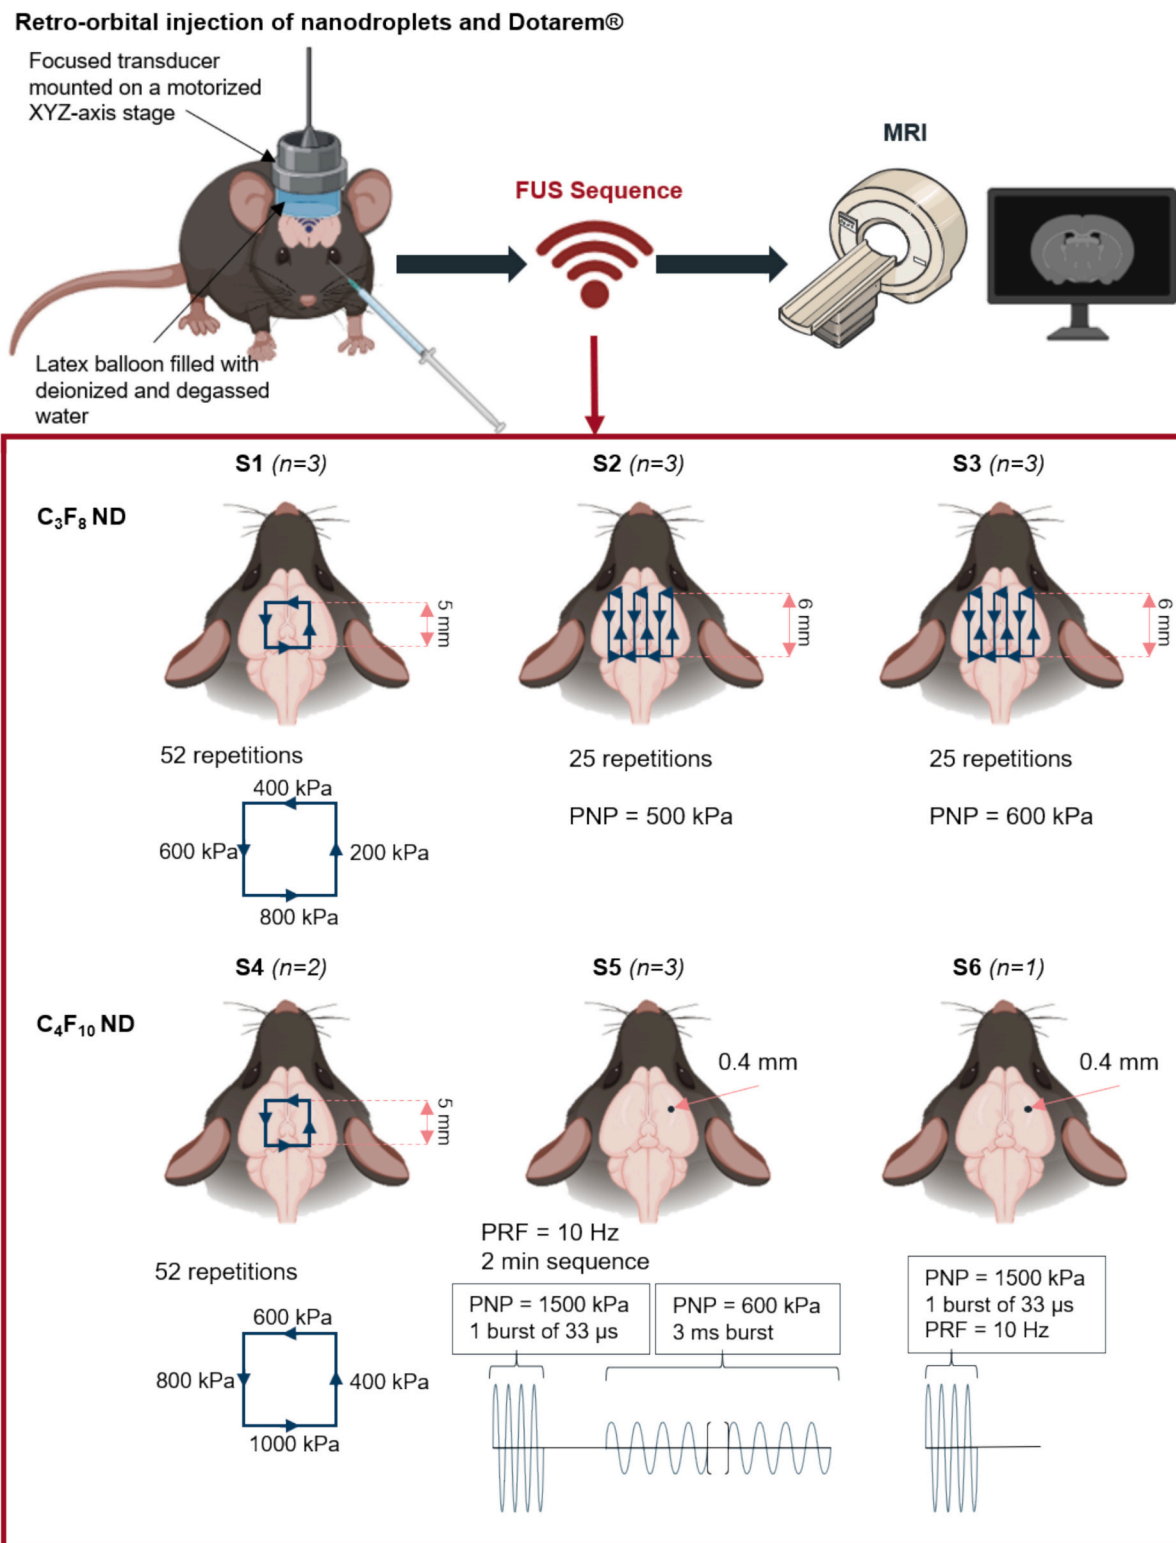 Retro-orbital injection of nanodroplets and Dotarem®
Focused transducer
mounted on a motorized
XYZ-axis stage
MRI
FUS Sequence
Latex balloon filled with
deionized and degassed
water
S1 (n=3)
S2 (n=3)
S3 (n=3)
C₃F₈ ND
5 mm
6 mm
6 mm
52 repetitions
25 repetitions
25 repetitions
400 kPa
PNP = 500 kPa
PNP = 600 kPa
600 kPa
200 kPa
800 kPa
S4 (n=2)
S5 (n=3)
S6 (n=1)
C₄F₁₀ ND
0.4 mm
0.4 mm
5 mm
PRF = 10 Hz
2 min sequence
52 repetitions
PNP = 1500 kPa
1 burst of 33 µs
PNP = 600 kPa
3 ms burst
PNP = 1500 kPa
1 burst of 33 µs
PRF = 10 Hz
600 kPa
800 kPa
400 kPa
1000 kPa